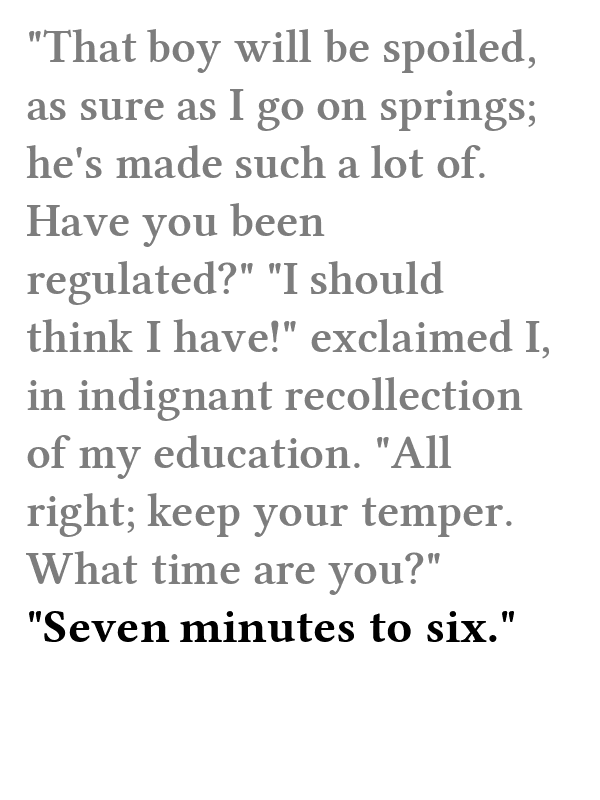 "That boy will be spoiled,
as sure as I go on springs;
he's made such a lot of.
Have you been
regulated?" "I should
think I have!" exclaimed I,
in indignant recollection
of my education. "All
right; keep your temper.
What time are you?"
"Seven minutes to six."